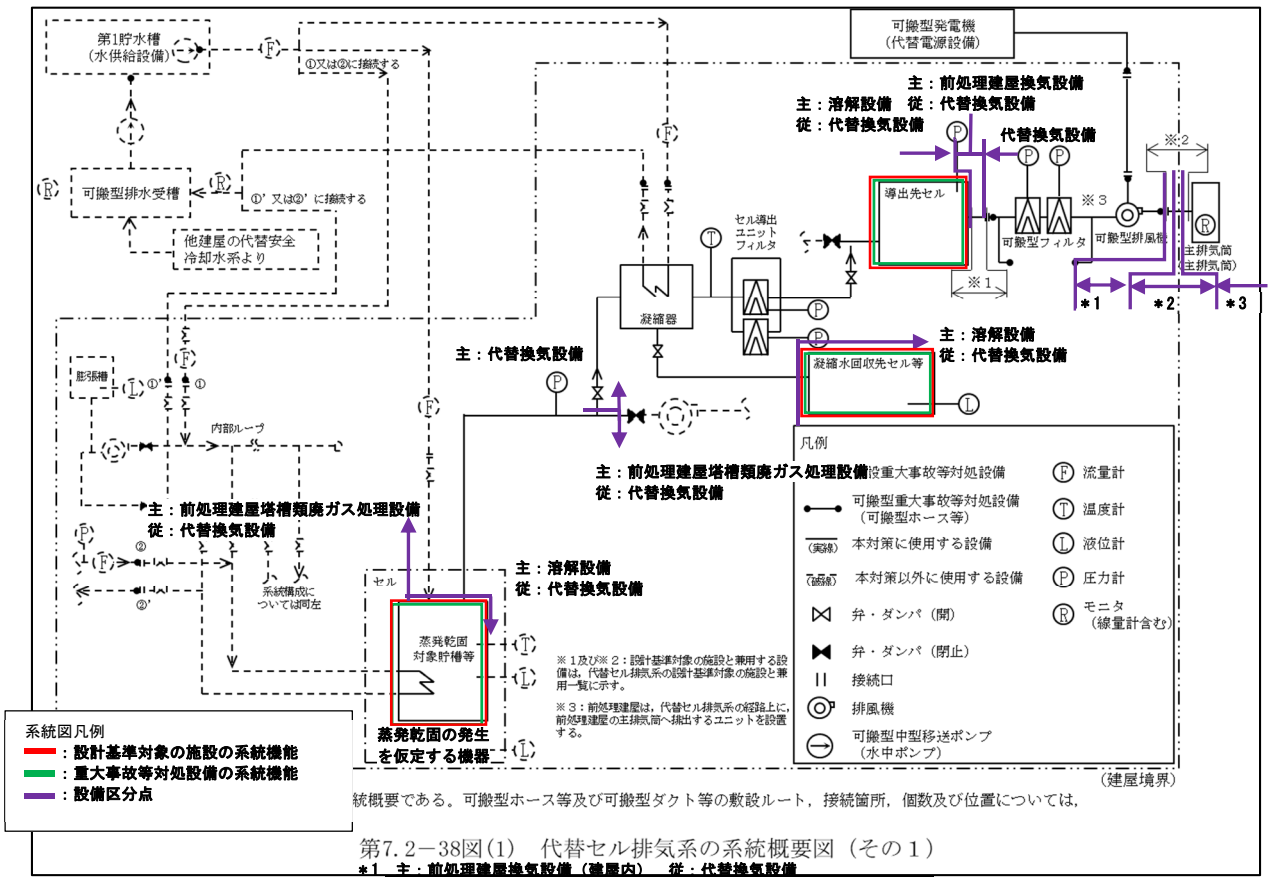 第1貯水槽
(水供給設備)
F
①又は②に接続する
可搬型発電機
(代替電源設備)
主：前処理建屋換気設備
主：溶解設備 従：代替換気設備
従：代替換気設備
代替換気設備
F
P
P
P
※2
R
可搬型排水受槽
R
①’又は②’に接続する
導出先セル
※3
セル導出
ユニット
フィルタ
他建屋の代替安全
冷却水系より
T
可搬型フィルタ
可搬型排風機
R
主排気筒
(主排気筒)
※1
*1
*2
*3
凝縮器
P
P
主：溶解設備
従：代替換気設備
主：代替換気設備
F
膨張槽
L
①’
①
P
凝縮水回収先セル等
L
F
内部ループ
凡例
主：前処理建屋塔槽類廃ガス処理設備
従：代替換気設備
設重大事故等対処設備
可搬型重大事故等対処設備
(可搬型ホース等)
(実線) 本対策に使用する設備
(破線) 本対策以外に使用する設備
弁・ダンパ（開）
弁・ダンパ（閉止）
接続口
排風機
可搬型中型移送ポンプ
(水中ポンプ)
F 流量計
T 温度計
L 液位計
P 圧力計
R モニタ
(線量計含む)
主：前処理建屋塔槽類廃ガス処理設備
従：代替換気設備
P
F
②
②’
系統構成に
ついては同左
セル
主：溶解設備
従：代替換気設備
蒸発乾固
対象貯槽等
T
L
L
※1及び※2：設計基準対象の施設と兼用する設
備は，代替セル排気系の設計基準対象の施設と兼
用一覧に示す。
※3：前処理建屋は，代替セル排気系の経路上に，
前処理建屋の主排気筒へ排出するユニットを設置
する。
蒸発乾固の発生
を仮定する機器
系統図凡例
：設計基準対象の施設の系統機能
：重大事故等対処設備の系統機能
：設備区分点
(建屋境界)
統概要である。可搬型ホース等及び可搬型ダクト等の敷設ルート，接続箇所，個数及び位置については，
第7.2－38図(1) 代替セル排気系の系統概要図（その１）
*1 主：前処理建屋換気設備（建屋内） 従：代替換気設備